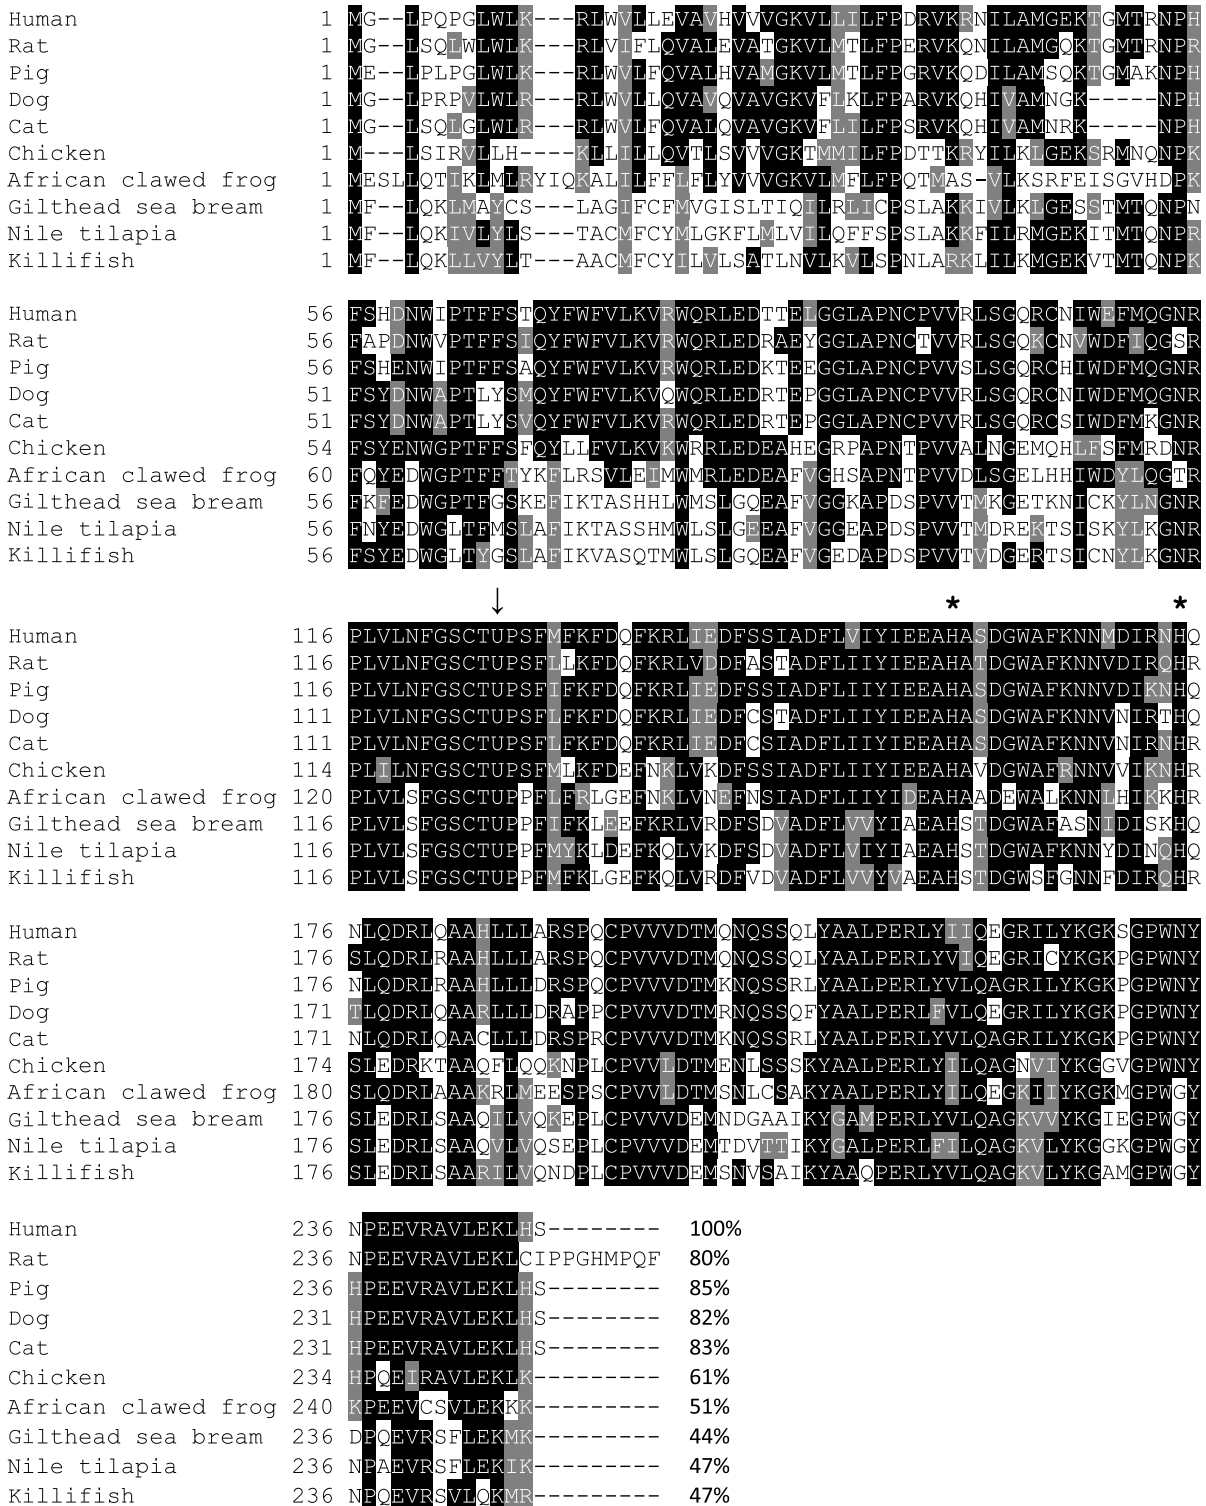 Human 1 MG--LPQPGLWLK---RLWVLLEVAVHVVVGKVLLILFPDRVKRNILAMGEKTGMTRNPH
Rat 1 MG--LSQLWLWLK---RLVIFLQVALEVATGKVLMTLFPERVKQNILAMGQKTGMTRNPR
Pig 1 ME--LPLPGLWLK---RLWVLFQVALHVAMGKVLMTLFPGRVKQDILAMSQKTGMAKNPH
Dog 1 MG--LPRPVLWLR---RLWVLLQVAVQVAVGKVFLKLFPARVKQHIVAMNGK-----NPH
Cat 1 MG--LSQLGLWLR---RLWVLFQVALQVAVGKVFLILFPSRVKQHIVAMNRK-----NPH
Chicken 1 M---LSIRVLLH----KLLILLQVTLSVVVGKTMMILFPDTTKRYILKLGEKSRMNQNPK
African clawed frog 1 MESLLQTIKLMLRYIQKALILFFLFLYVVVGKVLMFLFPQTMAS-VLKSRFEISGVHDPK
Gilthead sea bream 1 MF--LQKLMAYCS---LAGIFCFMVGISLTIQILRLICPSLAKKIVLKLGESSTMTQNPN
Nile tilapia 1 MF--LQKIVLYLS---TACMFCYMLGKFLMLVILQFFSPSLAKKFILRMGEKITMTQNPR
Killifish 1 MF--LQKLLVYLT---AACMFCYILVLSATLNVLKVLSPNLARKLILKMGEKVTMTQNPK
Human 56 FSHDNWIPTFFSTQYFWFVLKVRWQRLEDTTELGGLAPNCPVVRLSGQRCNIWEFMQGNR
Rat 56 FAPDNWVPTFFSIQYFWFVLKVRWQRLEDRAEYGGLAPNCTVVRLSGQKCNVWDFIQGSR
Pig 56 FSHENWIPTFFSAQYFWFVLKVRWQRLEDKTEEGGLAPNCPVVSLSGQRCHIWDFMQGNR
Dog 51 FSYDNWAPTLYSMQYFWFVLKVQWQRLEDRTEPGGLAPNCPVVRLSGQRCNIWDFMQGNR
Cat 51 FSYDNWAPTLYSVQYFWFVLKVRWQRLEDRTEPGGLAPNCPVVRLSGQRCSIWDFMKGNR
Chicken 54 FSYENWGPTFFSFQYLLFVLKVKWRRLEDEAHEGRPAPNTPVVALNGEMQHLFSFMRDNR
African clawed frog 60 FQYEDWGPTFFTYKFLRSVLEIMWMRLEDEAFVGHSAPNTPVVDLSGELHHIWDYLQGTR
Gilthead sea bream 56 FKFEDWGPTFGSKEFIKTASHHLWMSLGQEAFVGGKAPDSPVVTMKGETKNICKYLNGNR
Nile tilapia 56 FNYEDWGLTFMSLAFIKTASSHMWLSLGEEAFVGGEAPDSPVVTMDREKTSISKYLKGNR
Killifish 56 FSYEDWGLTYGSLAFIKVASQTMWLSLGQEAFVGEDAPDSPVVTVDGERTSICNYLKGNR
↓ * *
Human 116 PLVLNFGSCTUPSFMFKFDQFKRLIEDFSSIADFLVIYIEEAHASDGWAFKNNMDIRNHQ
Rat 116 PLVLNFGSCTUPSFLLKFDQFKRLVDDFASTADFLIIYIEEAHATDGWAFKNNVDIRQHQ
Pig 116 PLVLNFGSCTUPSFIFKFDQFKRLIEDFSSIADFLIIYIEEAHASDGWAFKNNVDIKNHQ
Dog 111 PLVLNFGSCTUPSFLFKFDQFKRLIEDFCSTADFLIIYIEEAHASDGWAFKNNVNIRTHQ
Cat 111 PLVLNFGSCTUPSFLFKFDQFKRLIEDFCSIADFLIIYIEEAHASDGWAFKNNVNIRNHR
Chicken 114 PLILNFGSCTUPSFMLKFDEFNKLVKDFSSIADFLIIYIEEAHAVDGWAFRNNVVIKNHR
African clawed frog 120 PLVLSFGSCTUPPFLFRLGEFNKLVNEFNSIADFLIIYIDEAHAADEWALKNNLHIKKHR
Gilthead sea bream 116 PLVLSFGSCTUPPFIFKLEEFKRLVRDFSDVADFLVVYIAEAHSTDGWAFASNIDISKHQ
Nile tilapia 116 PLVLSFGSCTUPPFMYKLDEFKQLVKDFSDVADFLVIYIAEAHSTDGWAFKNNYDINQHQ
Killifish 116 PLVLSFGSCTUPPFMFKLGEFKQLVRDFVDVADFLVVYVAEAHSTDGWSFGNNFDIRQHR
Human 176 NLQDRLQAAHLLLARSPQCPVVVDTMQNQSSQLYAALPERLYIIQEGRILYKGKSGPWNY
Rat 176 SLQDRLRAAHLLLARSPQCPVVVDTMQNQSSQLYAALPERLYVIQEGRICYKGKPGPWNY
Pig 176 NLQDRLRAAHLLLDRSPQCPVVVDTMKNQSSRLYAALPERLYVLQAGRILYKGKPGPWNY
Dog 171 TLQDRLQAARLLLDRAPPCPVVVDTMRNQSSQFYAALPERLFVLQEGRILYKGKPGPWNY
Cat 171 NLQDRLQAACLLLDRSPRCPVVVDTMKNQSSRLYAALPERLYVLQAGRILYKGKPGPWNY
Chicken 174 SLEDRKTAAQFLQQKNPLCPVVLDTMENLSSSKYAALPERLYILQAGNVIYKGGVGPWNY
African clawed frog 180 SLQDRLAAAKRLMEESPSCPVVLDTMSNLCSAKYAALPERLYILQEGKIIYKGKMGPWGY
Gilthead sea bream 176 SLEDRLSAAQILVQKEPLCPVVVDEMNDGAAIKYGAMPERLYVLQAGKVVYKGIEGPWGY
Nile tilapia 176 SLEDRLSAAQVLVQSEPLCPVVVDEMTDVTTIKYGALPERLFILQAGKVLYKGGKGPWGY
Killifish 176 SLEDRLSAARILVQNDPLCPVVVDEMSNVSAIKYAAQPERLYVLQAGKVLYKGAMGPWGY
Human 236 NPEEVRAVLEKLHS-------- 100%
Rat 236 NPEEVRAVLEKLCIPPGHMPQF 80%
Pig 236 HPEEVRAVLEKLHS-------- 85%
Dog 231 HPEEVRAVLEKLHS-------- 82%
Cat 231 HPEEVRAVLEKLHS-------- 83%
Chicken 234 HPQEIRAVLEKLK--------- 61%
African clawed frog 240 KPEEVCSVLEKKK--------- 51%
Gilthead sea bream 236 DPQEVRSFLEKMK--------- 44%
Nile tilapia 236 NPAEVRSFLEKIK--------- 47%
Killifish 236 NPQEVRSVLQKMR--------- 47%